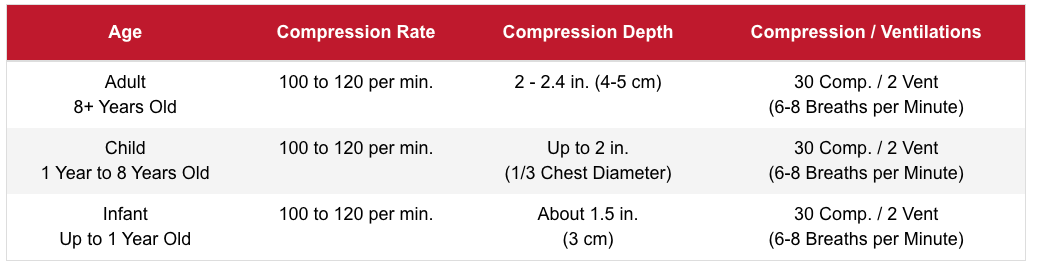 Age Compression Rate Compression Depth Compression / Ventilations
Adult 100 to 120 per min. 2 - 2.4 in. (4-5 cm) 30 Comp. / 2 Vent
8+ Years Old (6-8 Breaths per Minute)
Child 100 to 120 per min. Up to 2 in. 30 Comp. / 2 Vent
1 Year to 8 Years Old (1/3 Chest Diameter) (6-8 Breaths per Minute)
Infant 100 to 120 per min. About 1.5 in. 30 Comp. / 2 Vent
Up to 1 Year Old (3 cm) (6-8 Breaths per Minute)